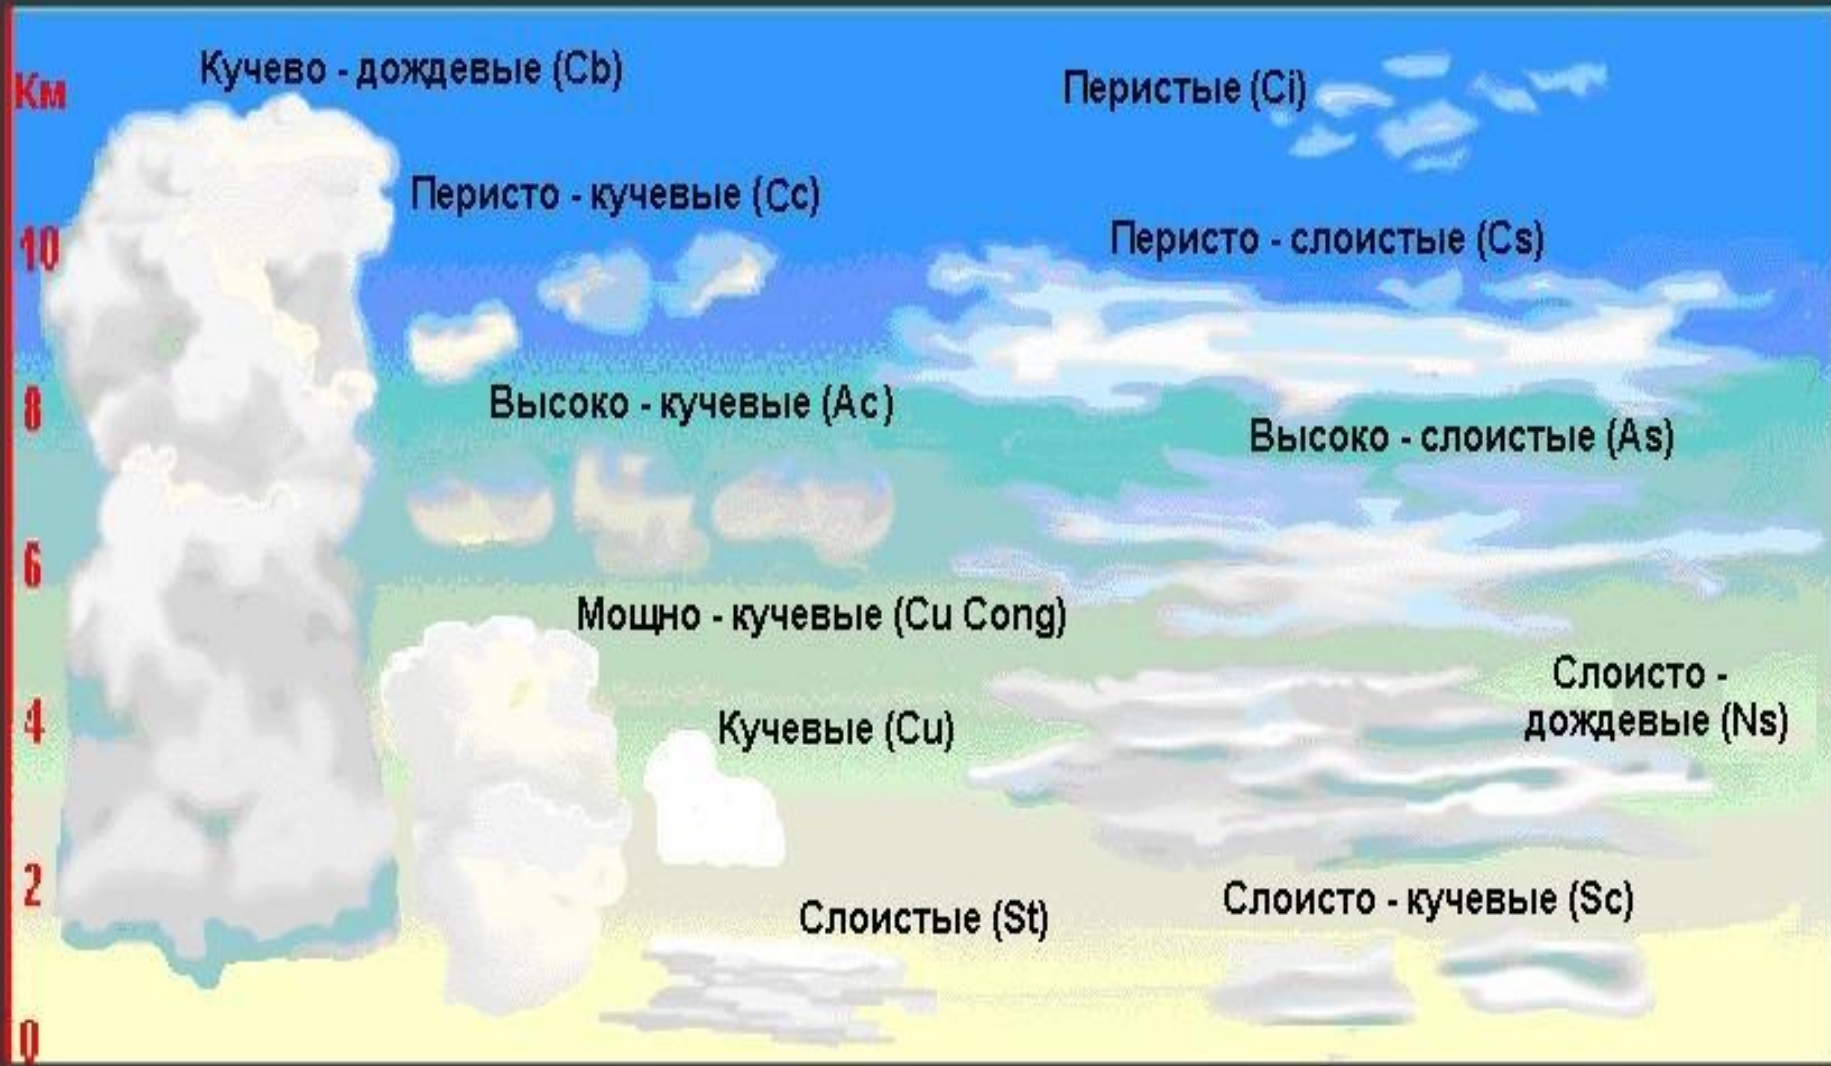 Кучево - дождевые (Cb)
Перистые (Ci)
Км
Перисто - кучевые (Cc)
Перисто - слоистые (Cs)
10
Высоко - кучевые (Ac)
8
Высоко - слоистые (As)
6
Мощно - кучевые (Cu Cong)
Слоисто -
дождевые (Ns)
4
Кучевые (Cu)
2
Слоисто - кучевые (Sc)
Слоистые (St)
0